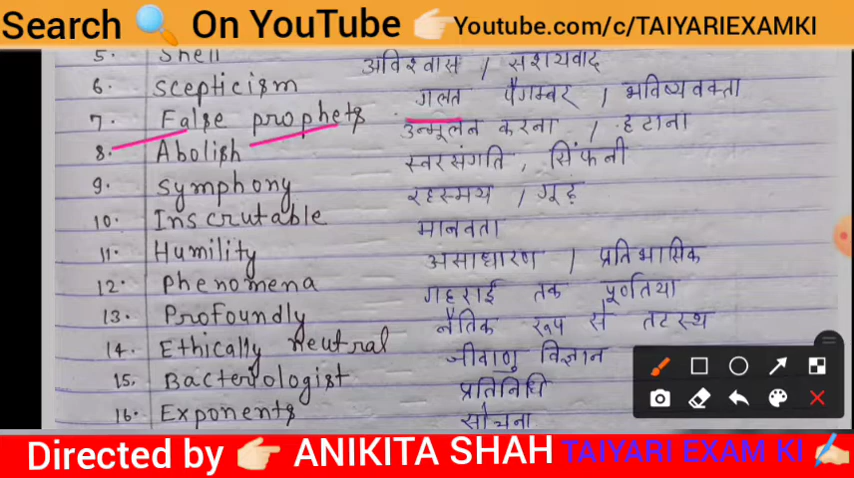 Search 🔍 On YouTube 👉🏻Youtube.com/c/TAIYARIEXAMKI
5. Shell
6. Scepticism अविश्वास / संशयवाद
7. False prophets गलत पैगम्बर / भविष्यवक्ता
8. Abolish उन्मूलन करना / हटाना
9. Symphony स्वरसंगति, सिंफनी
10. Inscrutable रहस्मय / गूढ़
11. Humility मानवता
12. Phenomena असाधारण / प्रतिभासिक
13. Profoundly गहराई तक पूर्णतिया
14. Ethically neutral नैतिक रूप से तटस्थ
15. Bacteriologist जीवाणु विज्ञान
16. Exponents प्रतिनिधि
सोचना
Directed by 👉🏻 ANIKITA SHAH TAIYARI EXAM KI ✍🏻